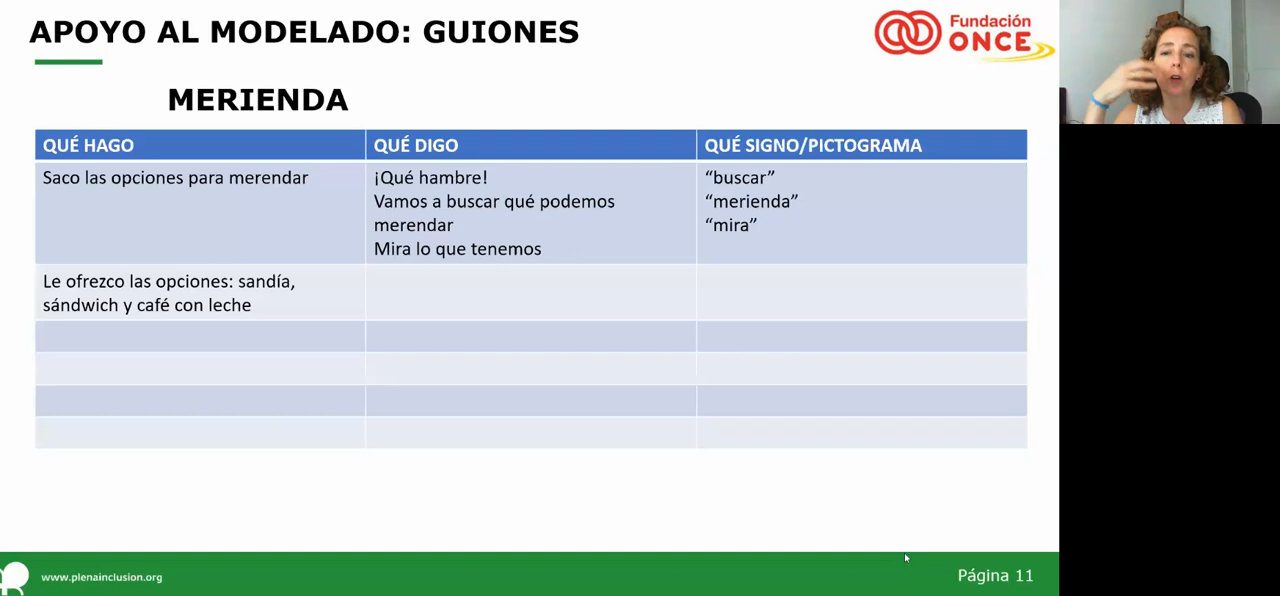 APOYO AL MODELADO: GUIONES
Fundación
ONCE
MERIENDA
QUÉ HAGO
QUÉ DIGO
QUÉ SIGNO/PICTOGRAMA
Saco las opciones para merendar
¡Qué hambre!
Vamos a buscar qué podemos
merendar
Mira lo que tenemos
“buscar”
“merienda”
“mira”
Le ofrezco las opciones: sandía,
sándwich y café con leche
www.plenainclusion.org
Página 11